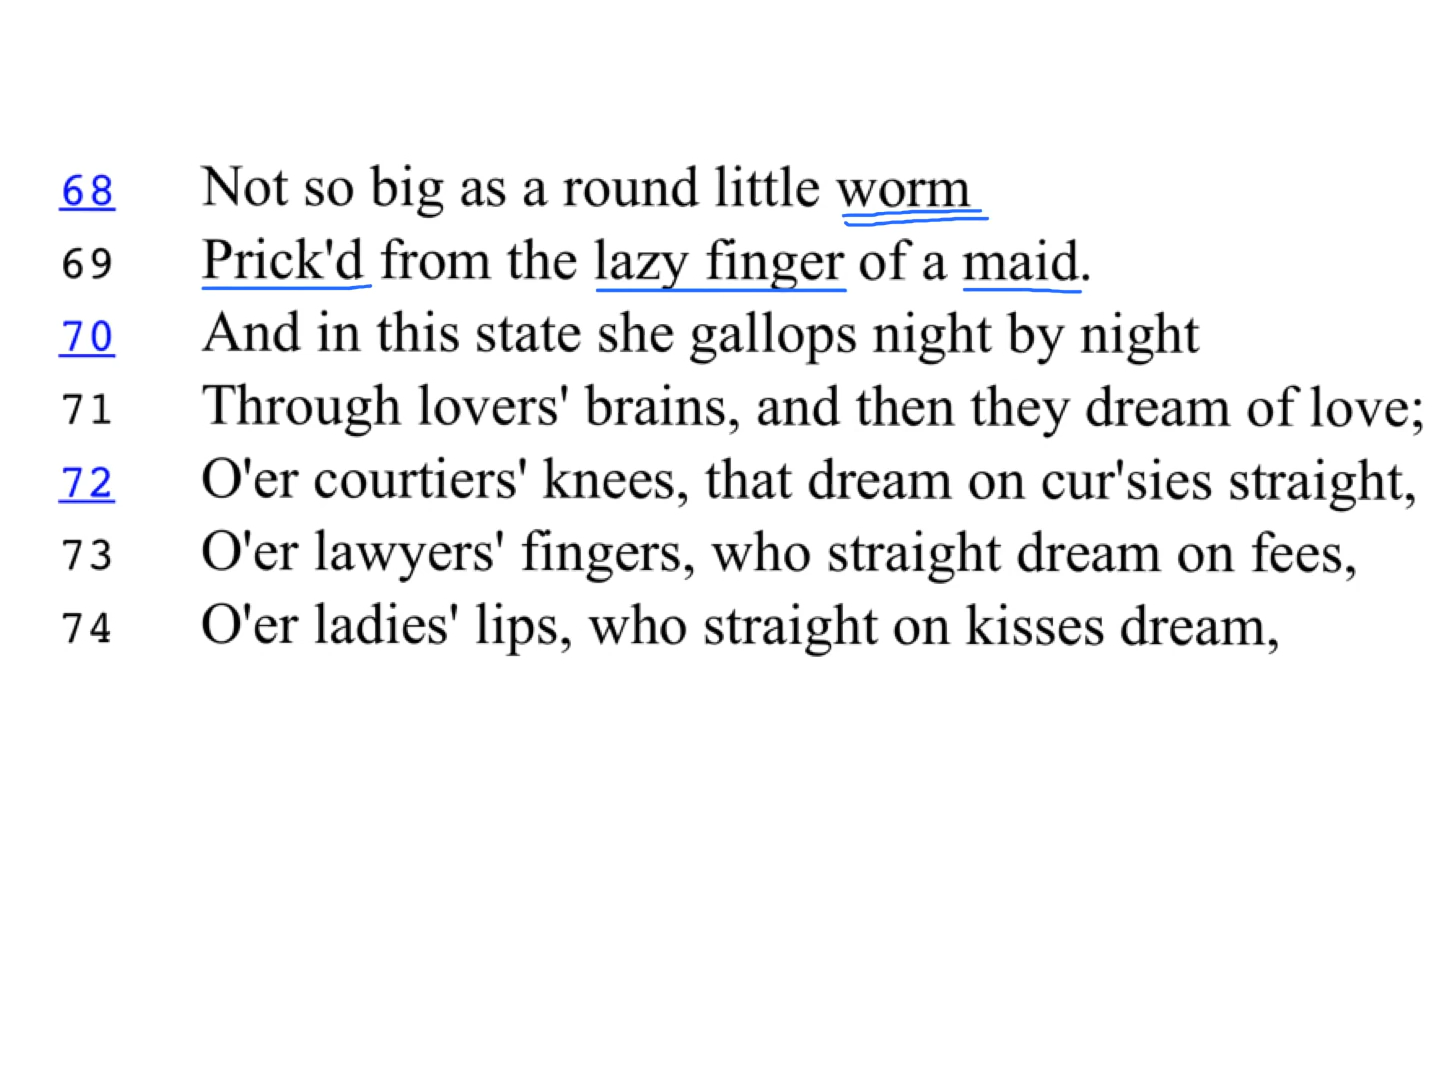 68 Not so big as a round little worm
69 Prick'd from the lazy finger of a maid.
70 And in this state she gallops night by night
71 Through lovers' brains, and then they dream of love;
72 O'er courtiers' knees, that dream on cur'sies straight,
73 O'er lawyers' fingers, who straight dream on fees,
74 O'er ladies' lips, who straight on kisses dream,